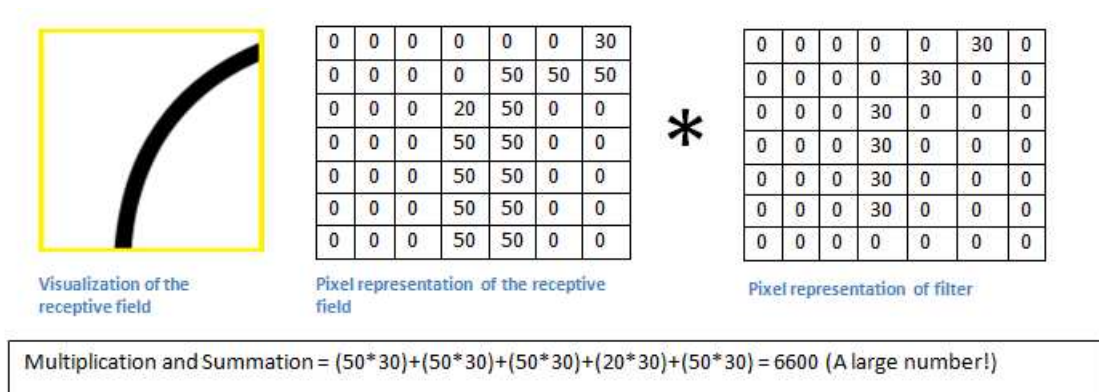 0 0 0 0 0 0 30
0 0 0 0 50 50 50
0 0 0 20 50 0 0
0 0 0 50 50 0 0
0 0 0 50 50 0 0
0 0 0 50 50 0 0
0 0 0 50 50 0 0
*
0 0 0 0 0 30 0
0 0 0 0 30 0 0
0 0 0 30 0 0 0
0 0 0 30 0 0 0
0 0 0 30 0 0 0
0 0 0 30 0 0 0
0 0 0 0 0 0 0
Visualization of the
receptive field
Pixel representation of the receptive
field
Pixel representation of filter
Multiplication and Summation = (50*30)+(50*30)+(50*30)+(20*30)+(50*30) = 6600 (A large number!)